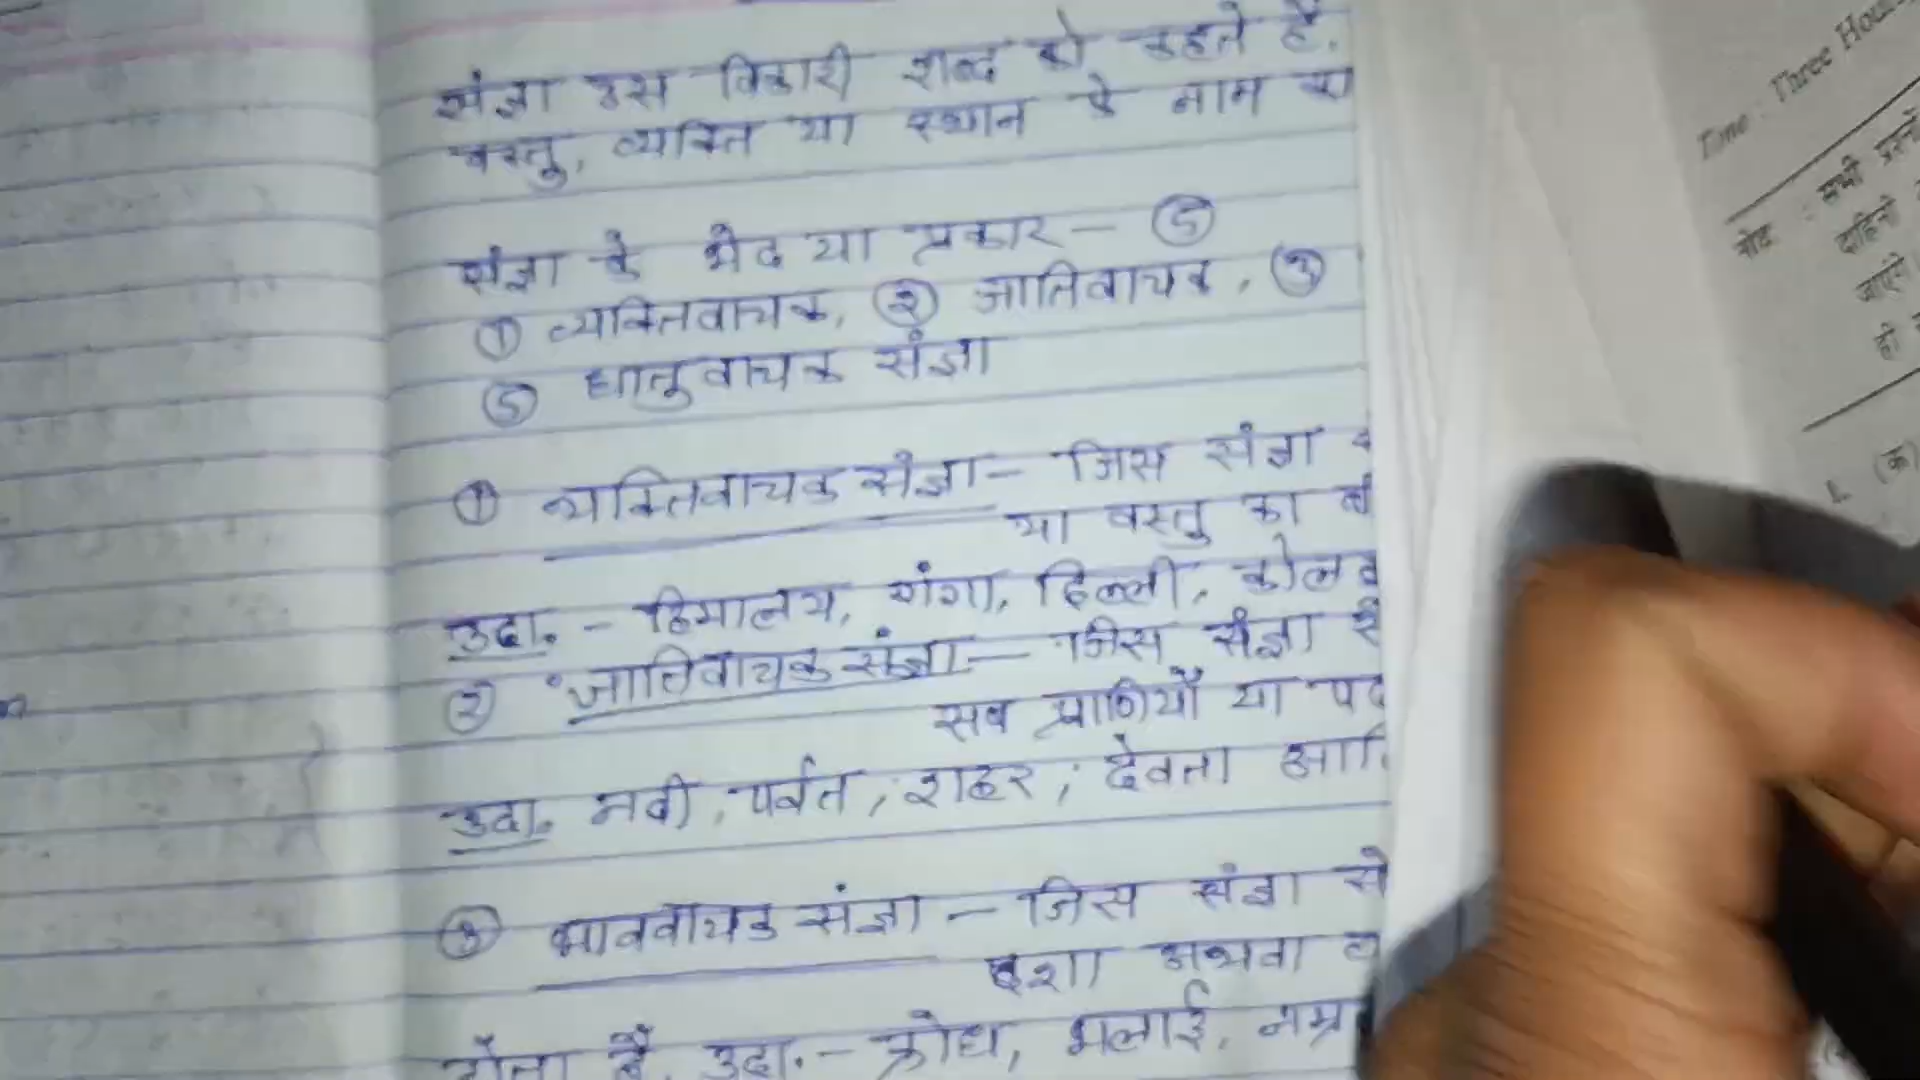 संज्ञा उस विकारी शब्द को कहते है,
वस्तु, व्यक्ति या स्थान के नाम का
संज्ञा के भेद या प्रकार - ⑤
① व्यक्तिवाचक, ② जातिवाचक, ③
⑤ धातुवाचक संज्ञा
① व्यक्तिवाचक संज्ञा - जिस संज्ञा
या वस्तु का
उदा. - हिमालय, गंगा, दिल्ली,
② जातिवाचक संज्ञा - जिस संज्ञा से
सब प्राणियों या
उदा. नदी, पर्वत, शहर, देवता
③ भाववाचक संज्ञा - जिस संज्ञा से
दशा अथवा
होता है, उदा. - क्रोध, भलाई,
Time : Three
नोट : सभी
दाहिनी
जाएंगे।
ही
1. (क)